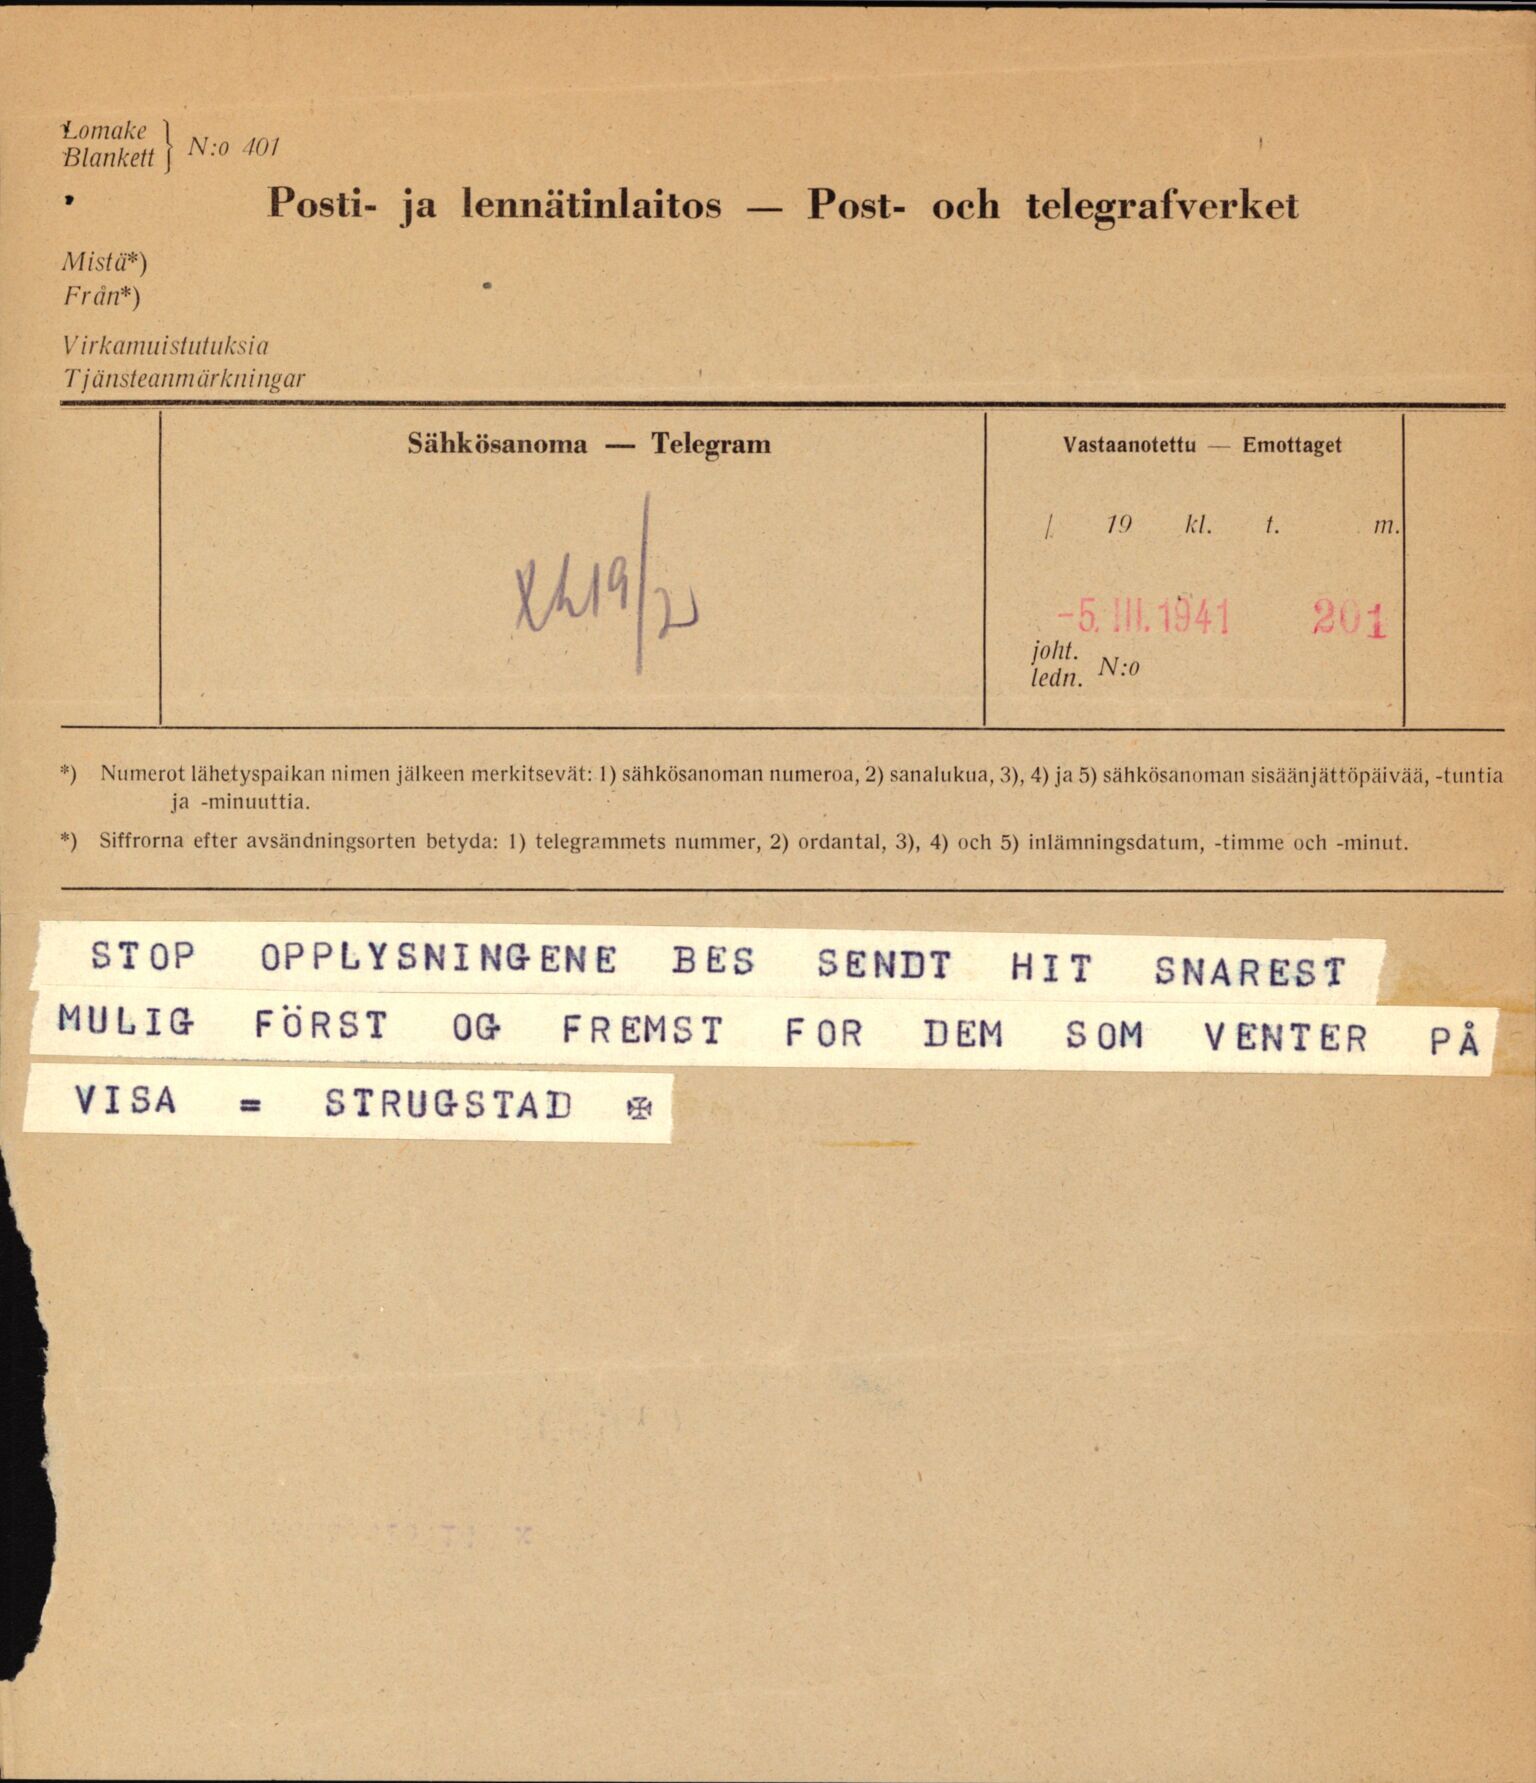 Lomake
Blankett } N:o 401
Posti- ja lennätinlaitos — Post- och telegrafverket
Mistä*)
Från*)
Virkamuistutuksia
Tjänsteanmärkningar
Sähkösanoma — Telegram
Vastaanotettu — Emottaget
/. 19 kl. t. m.
19/
-5. III. 1941 201
joht.
ledn. N:o
*) Numerot lähetyspaikan nimen jälkeen merkitsevät: 1) sähkösanoman numeroa, 2) sanalukua, 3), 4) ja 5) sähkösanoman sisäänjättöpäivää, -tuntia
ja -minuuttia.
*) Siffrorna efter avsändningsorten betyda: 1) telegrammets nummer, 2) ordantal, 3), 4) och 5) inlämningsdatum, -timme och -minut.
STOP OPPLYSNINGENE BES SENDT HIT SNAREST
MULIG FÖRST OG FREMST FOR DEM SOM VENTER PÅ
VISA = STRUGSTAD ✠